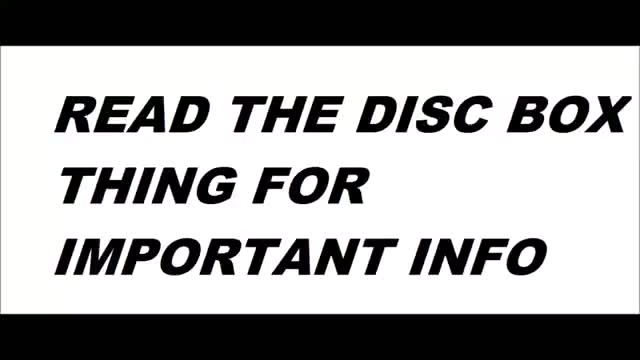 READ THE DISC BOX
THING FOR
IMPORTANT INFO